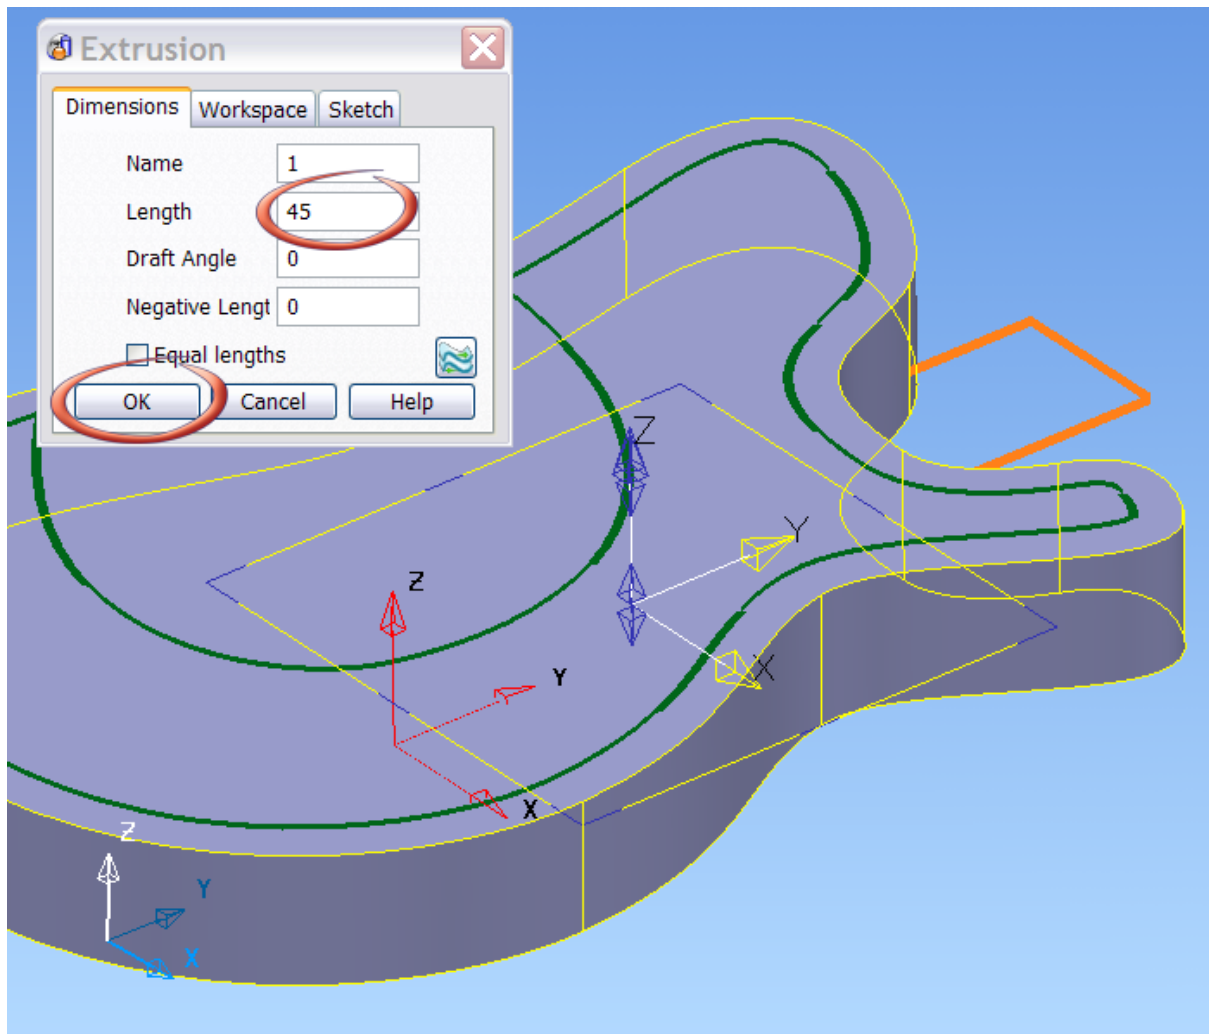 Extrusion
Dimensions Workspace Sketch
Name 1
Length 45
Draft Angle 0
Negative Lengt 0
Equal lengths
OK Cancel Help
Z
Y
X
Z
Y
X
Z
Y
X